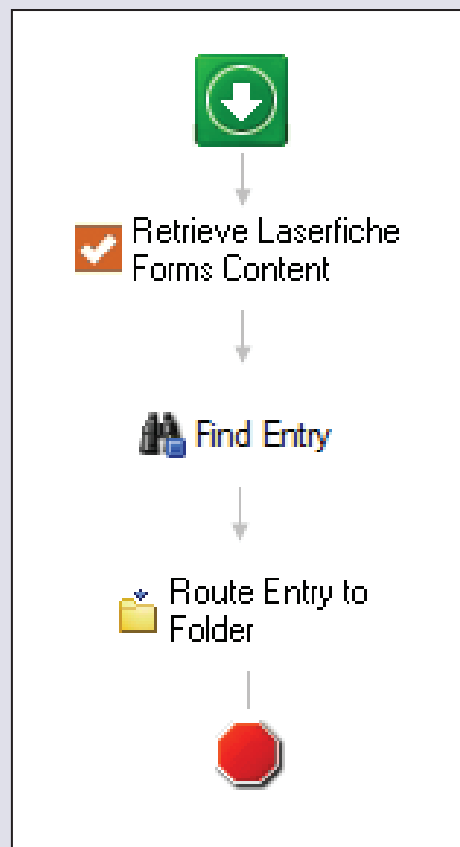 Retrieve Laserfiche
Forms Content
Find Entry
Route Entry to
Folder